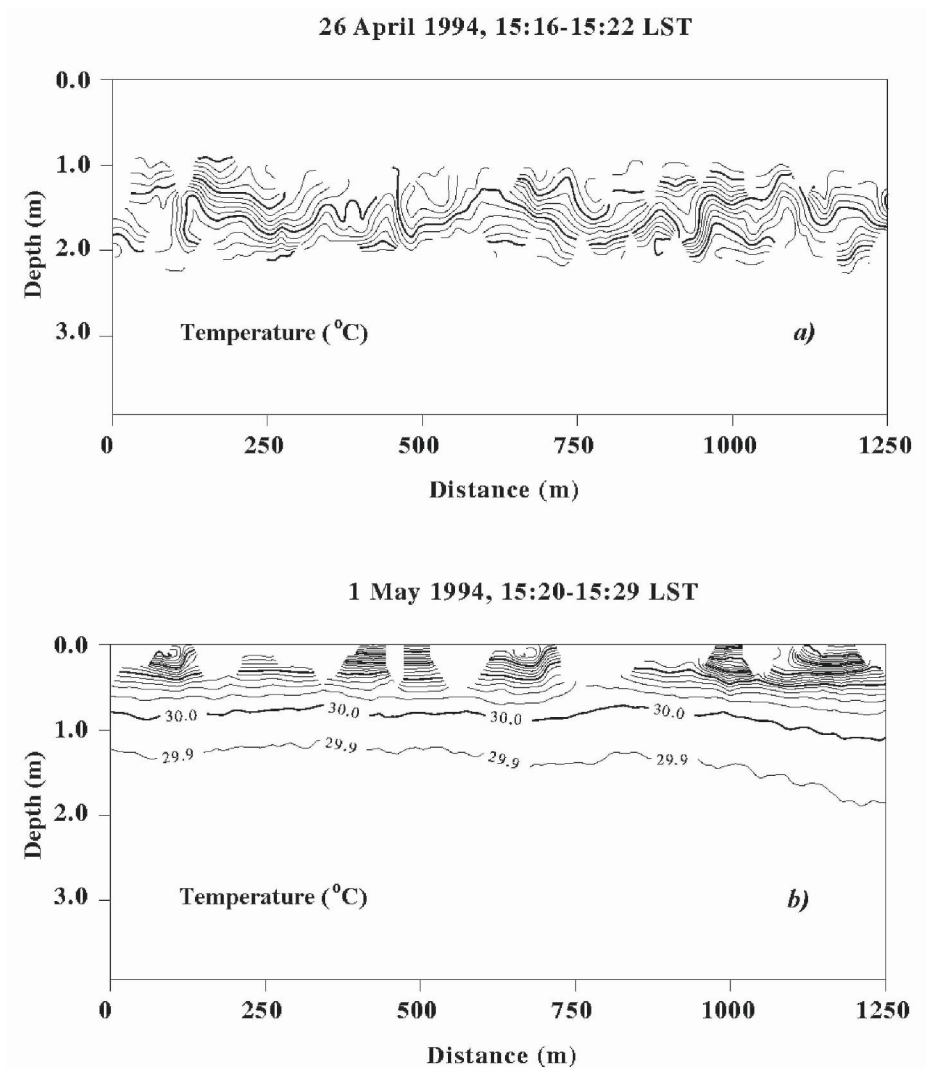 26 April 1994, 15:16-15:22 LST
0.0
1.0
2.0
3.0
Depth (m)
Temperature (°C)
a)
0 250 500 750 1000 1250
Distance (m)
1 May 1994, 15:20-15:29 LST
0.0
1.0
2.0
3.0
Depth (m)
30.0 30.0 30.0 30.0
29.9 29.9 29.9 29.9
Temperature (°C)
b)
0 250 500 750 1000 1250
Distance (m)